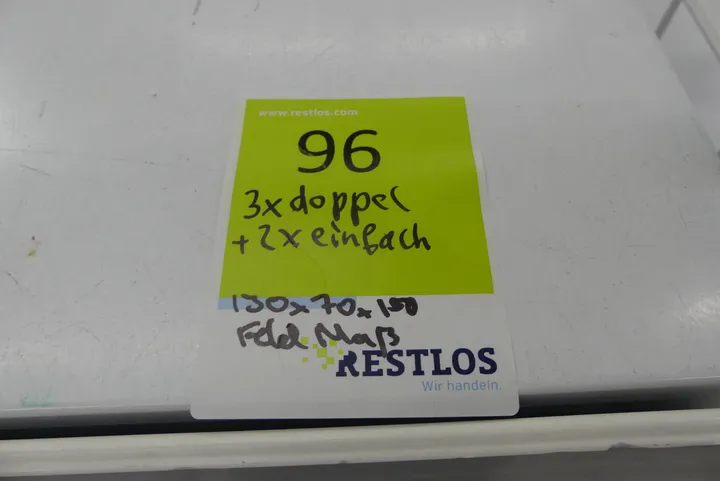 www.restlos.com
96
3x doppel
+ 2x einfach
130x70x150
Feld Maß
RESTLOS
Wir handeln.